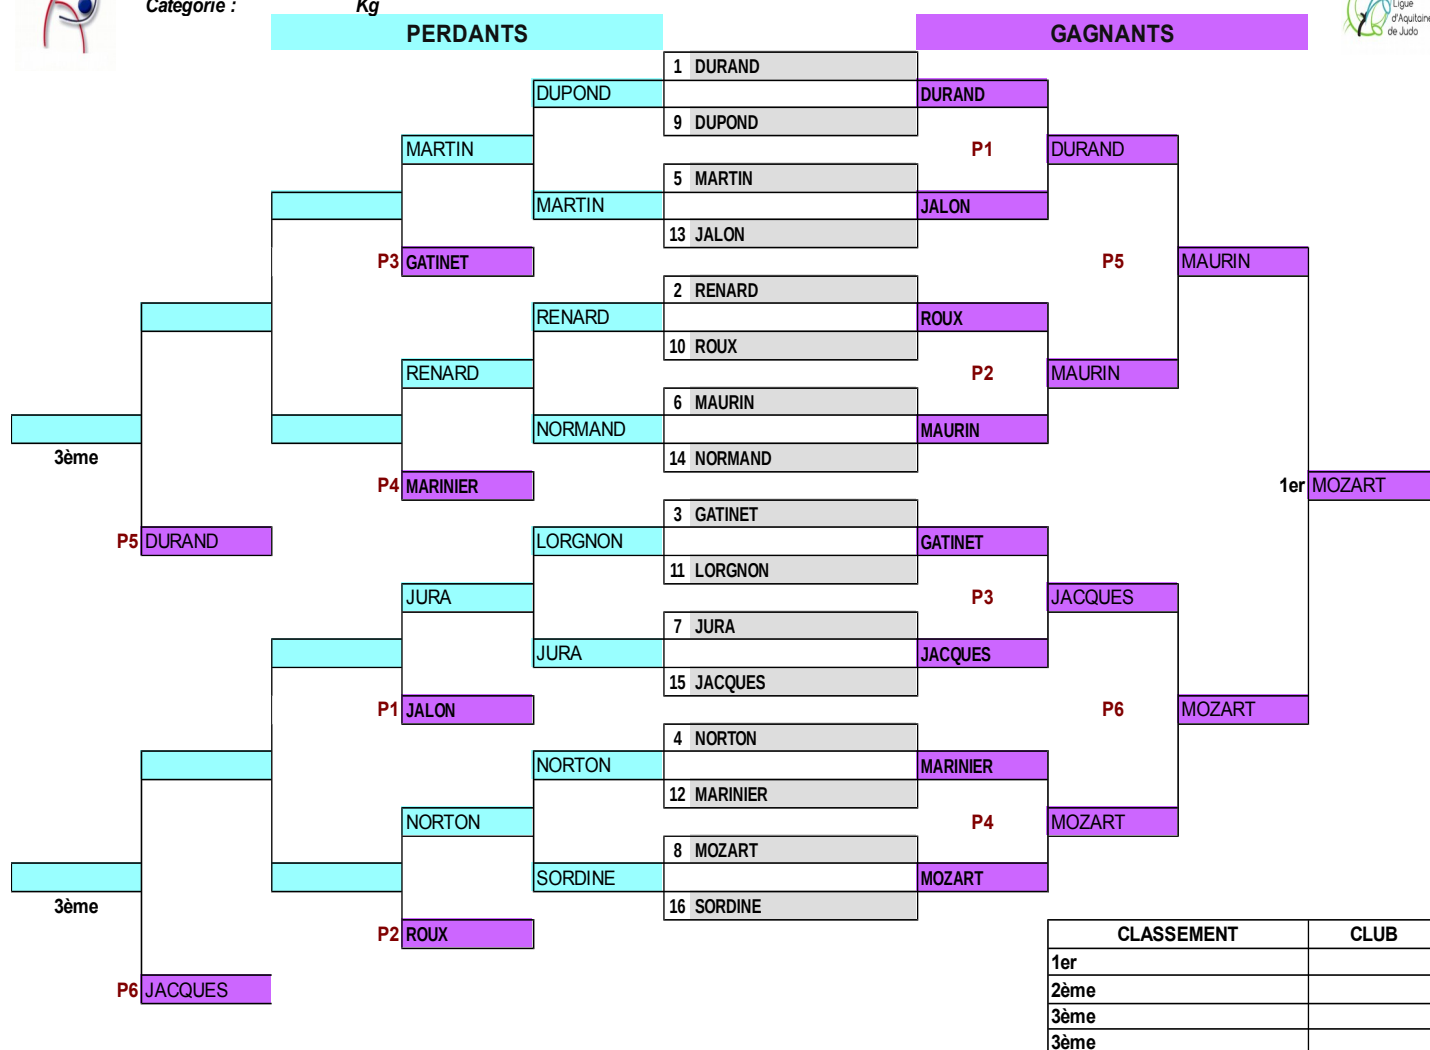 Catégorie : Kg
Ligue
d'Aquitaine
de Judo
PERDANTS GAGNANTS
1 DURAND
DUPOND DURAND
9 DUPOND
MARTIN P1 DURAND
5 MARTIN
MARTIN JALON
13 JALON
P3 GATINET P5 MAURIN
2 RENARD
RENARD ROUX
10 ROUX
RENARD P2 MAURIN
6 MAURIN
NORMAND MAURIN
3ème 14 NORMAND
P4 MARINIER 1er MOZART
3 GATINET
P5 DURAND LORGNON GATINET
11 LORGNON
JURA P3 JACQUES
7 JURA
JURA JACQUES
15 JACQUES
P1 JALON P6 MOZART
4 NORTON
NORTON MARINIER
12 MARINIER
NORTON P4 MOZART
8 MOZART
SORDINE MOZART
3ème 16 SORDINE
P2 ROUX CLASSEMENT CLUB
1er
P6 JACQUES 2ème
3ème
3ème